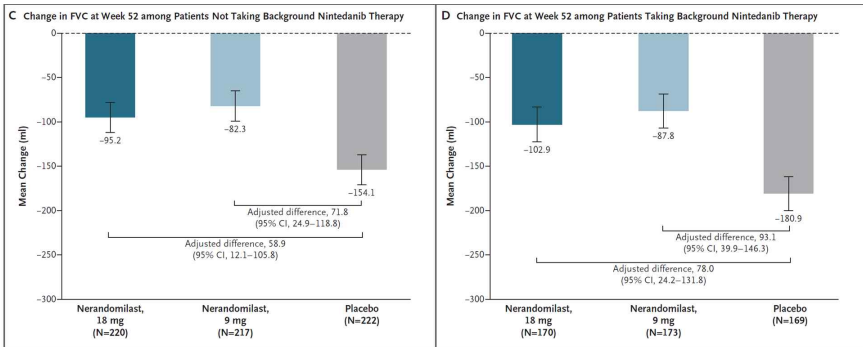 C Change in FVC at Week 52 among Patients Not Taking Background Nintedanib Therapy
Mean Change (ml)
0
−50
−100
−150
−200
−250
−300
−95.2
−82.3
−154.1
Adjusted difference, 71.8
(95% CI, 24.9–118.8)
Adjusted difference, 58.9
(95% CI, 12.1–105.8)
Nerandomilast,
18 mg
(N=220)
Nerandomilast,
9 mg
(N=217)
Placebo
(N=222)
D Change in FVC at Week 52 among Patients Taking Background Nintedanib Therapy
Mean Change (ml)
0
−50
−100
−150
−200
−250
−300
−102.9
−87.8
−180.9
Adjusted difference, 93.1
(95% CI, 39.9–146.3)
Adjusted difference, 78.0
(95% CI, 24.2–131.8)
Nerandomilast,
18 mg
(N=170)
Nerandomilast,
9 mg
(N=173)
Placebo
(N=169)